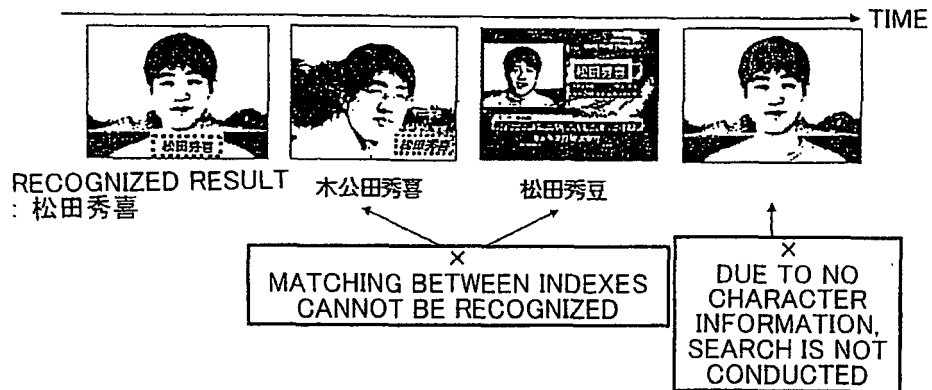 TIME
RECOGNIZED RESULT
: 松田秀喜
木公田秀喜
松田秀豆
×
MATCHING BETWEEN INDEXES
CANNOT BE RECOGNIZED
×
DUE TO NO
CHARACTER
INFORMATION,
SEARCH IS NOT
CONDUCTED